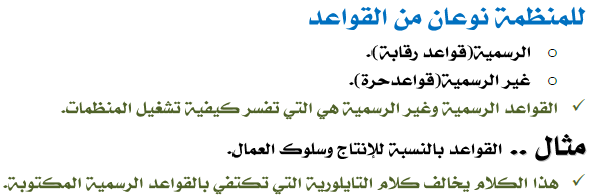 للمنظمة نوعان من القواعد
الرسمية(قواعد رقابة).
غير الرسمية(قواعدحرة).
القواعد الرسمية وغير الرسمية هي التي تفسر كيفية تشغيل المنظمات.
مثال .. القواعد بالنسبة للإنتاج وسلوك العمال.
هذا الكلام يخالف كلام التايلورية التي تكتفي بالقواعد الرسمية المكتوبة.